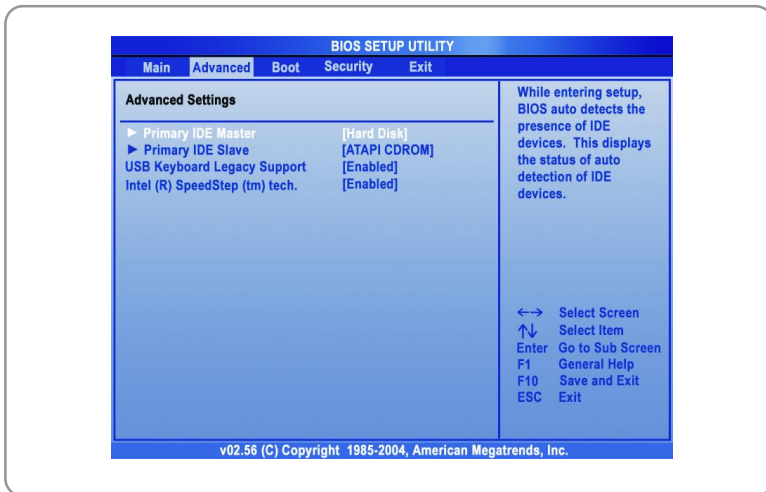 BIOS SETUP UTILITY
Main Advanced Boot Security Exit
Advanced Settings
► Primary IDE Master [Hard Disk]
► Primary IDE Slave [ATAPI CDROM]
USB Keyboard Legacy Support [Enabled]
Intel (R) SpeedStep (tm) tech. [Enabled]
While entering setup,
BIOS auto detects the
presence of IDE
devices. This displays
the status of auto
detection of IDE
devices.
←→ Select Screen
↑↓ Select Item
Enter Go to Sub Screen
F1 General Help
F10 Save and Exit
ESC Exit
v02.56 (C) Copyright 1985-2004, American Megatrends, Inc.